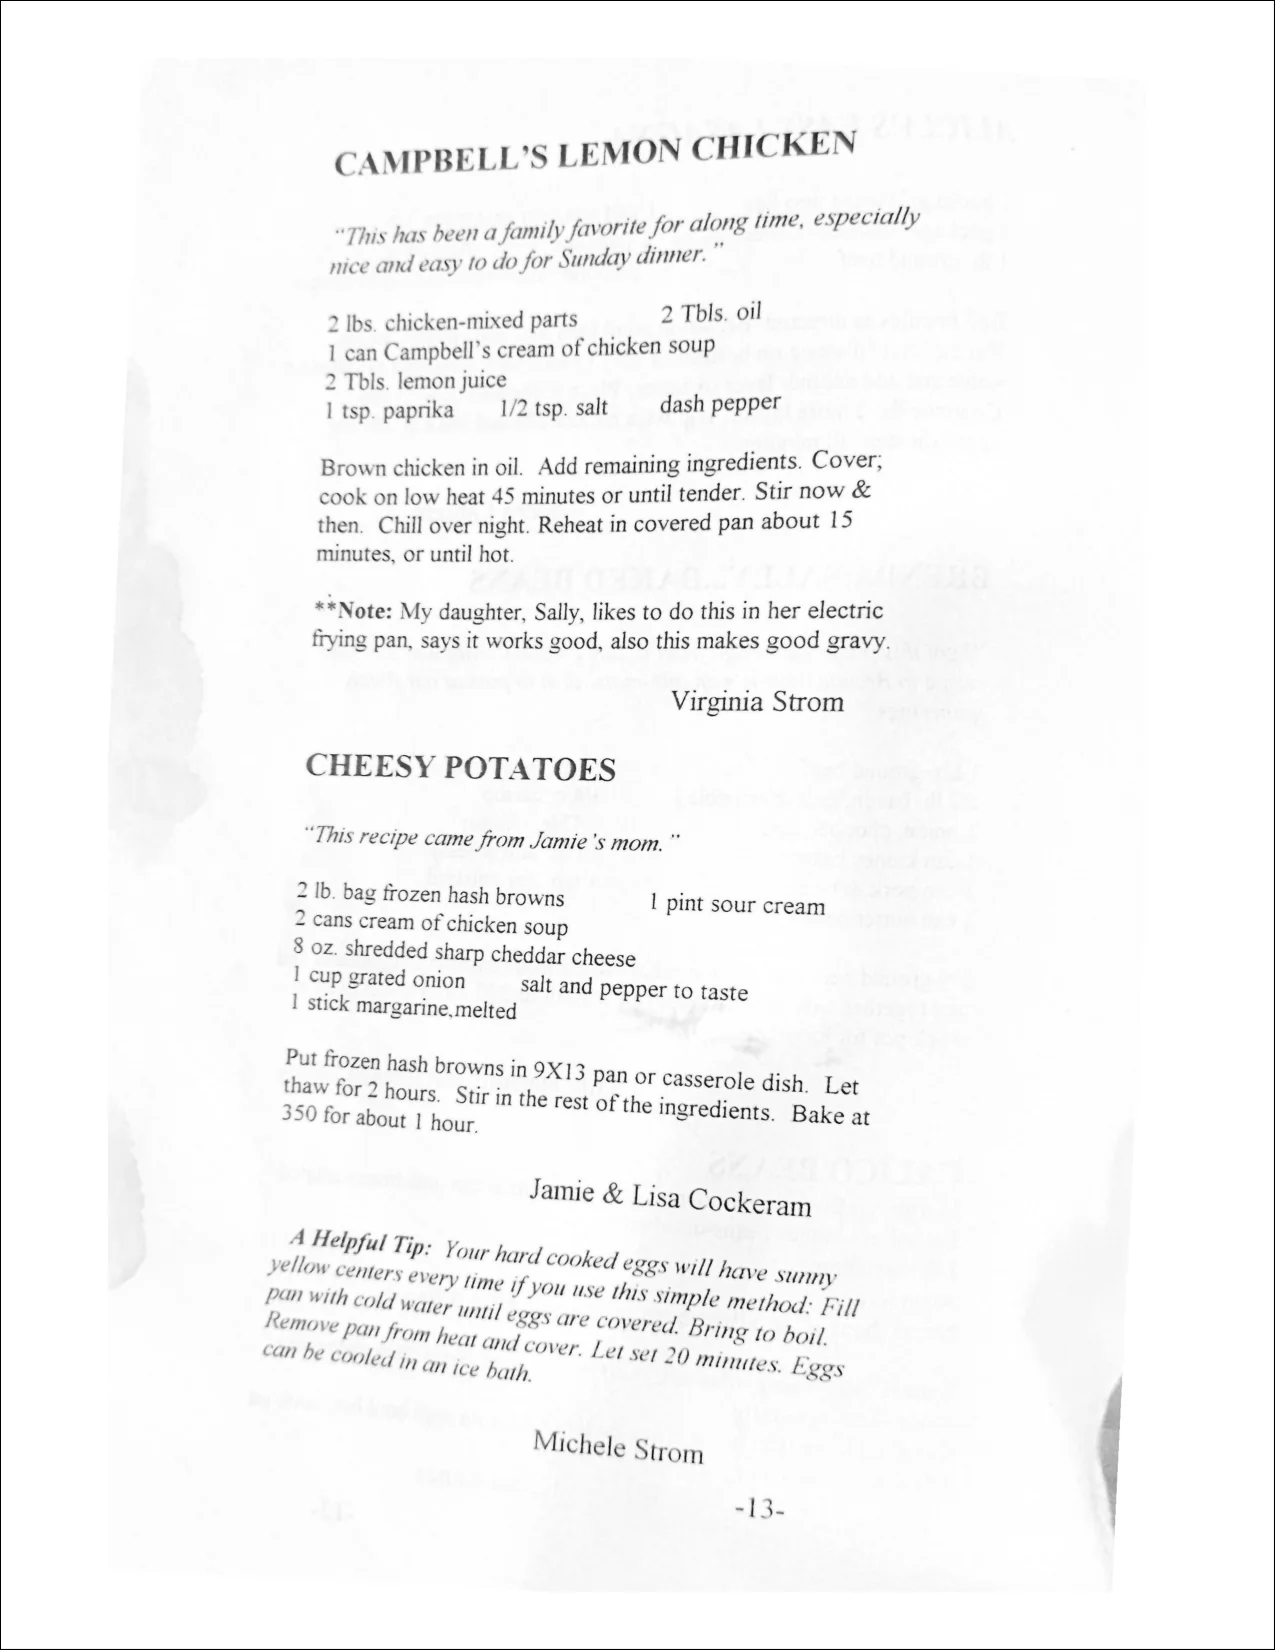 CAMPBELL'S LEMON CHICKEN
"This has been a family favorite for along time, especially
nice and easy to do for Sunday dinner."
2 lbs. chicken-mixed parts 2 Tbls. oil
1 can Campbell's cream of chicken soup
2 Tbls. lemon juice
1 tsp. paprika 1/2 tsp. salt dash pepper
Brown chicken in oil. Add remaining ingredients. Cover;
cook on low heat 45 minutes or until tender. Stir now &
then. Chill over night. Reheat in covered pan about 15
minutes, or until hot.
**Note: My daughter, Sally, likes to do this in her electric
frying pan, says it works good, also this makes good gravy.
Virginia Strom
CHEESY POTATOES
"This recipe came from Jamie's mom."
2 lb. bag frozen hash browns 1 pint sour cream
2 cans cream of chicken soup
8 oz. shredded sharp cheddar cheese
1 cup grated onion salt and pepper to taste
1 stick margarine,melted
Put frozen hash browns in 9X13 pan or casserole dish. Let
thaw for 2 hours. Stir in the rest of the ingredients. Bake at
350 for about 1 hour.
Jamie & Lisa Cockeram
A Helpful Tip: Your hard cooked eggs will have sunny
yellow centers every time if you use this simple method: Fill
pan with cold water until eggs are covered. Bring to boil.
Remove pan from heat and cover. Let set 20 minutes. Eggs
can be cooled in an ice bath.
Michele Strom
-13-